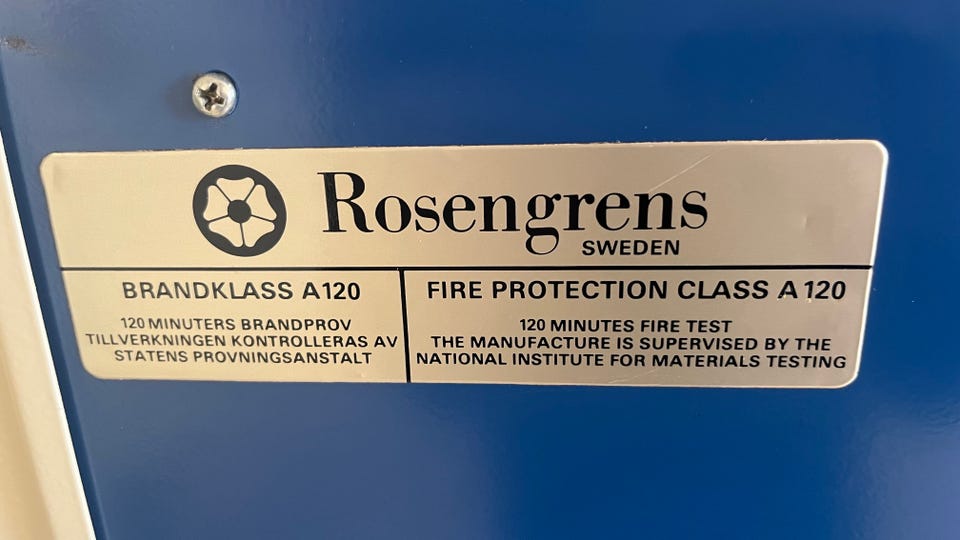 Rosengrens
SWEDEN
BRANDKLASS A120
120 MINUTERS BRANDPROV
TILLVERKNINGEN KONTROLLERAS AV
STATENS PROVNINGSANSTALT
FIRE PROTECTION CLASS A 120
120 MINUTES FIRE TEST
THE MANUFACTURE IS SUPERVISED BY THE
NATIONAL INSTITUTE FOR MATERIALS TESTING